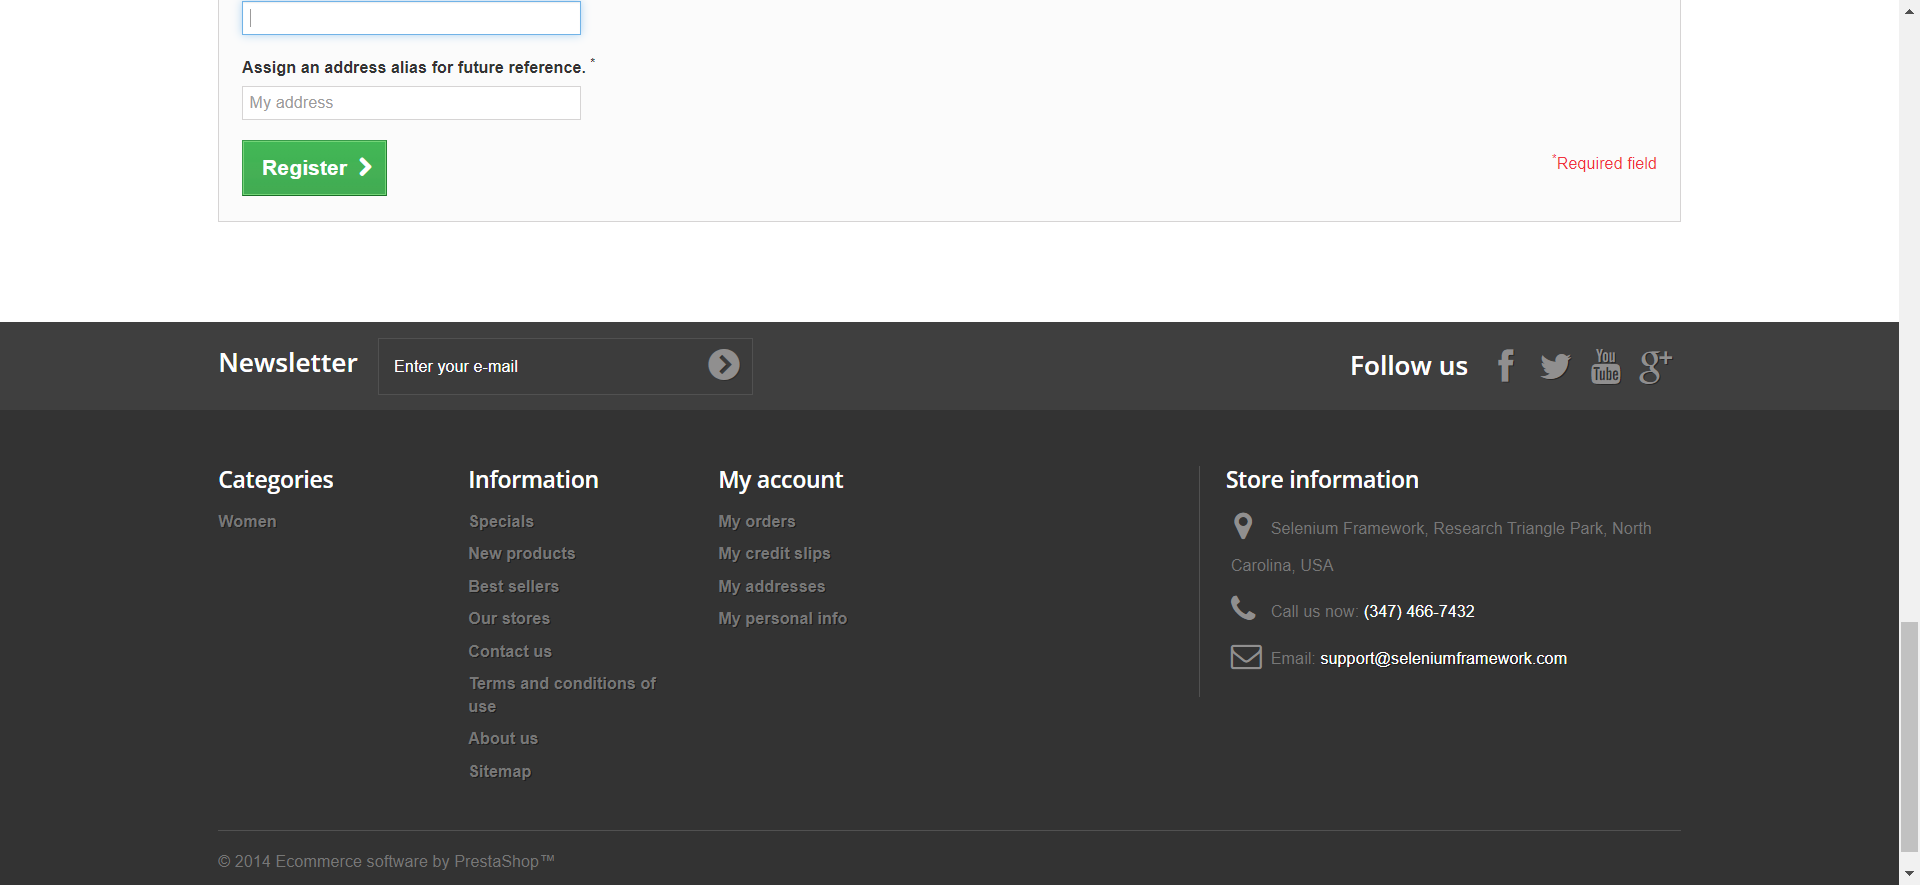 Assign an address alias for future reference. *
My address
Register
*Required field
Newsletter
Enter your e-mail
Follow us
You
Tube
g+
Categories
Women
Information
Specials
New products
Best sellers
Our stores
Contact us
Terms and conditions of
use
About us
Sitemap
My account
My orders
My credit slips
My addresses
My personal info
Store information
Selenium Framework, Research Triangle Park, North
Carolina, USA
Call us now: (347) 466-7432
Email: support@seleniumframework.com
© 2014 Ecommerce software by PrestaShop™